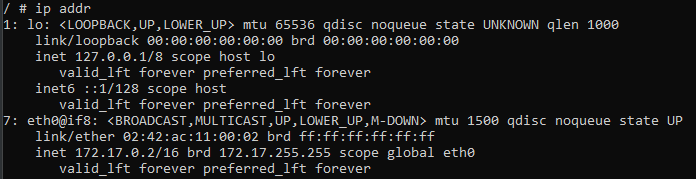 / # ip addr
1: lo: <LOOPBACK,UP,LOWER_UP> mtu 65536 qdisc noqueue state UNKNOWN qlen 1000
    link/loopback 00:00:00:00:00:00 brd 00:00:00:00:00:00
    inet 127.0.0.1/8 scope host lo
       valid_lft forever preferred_lft forever
    inet6 ::1/128 scope host
       valid_lft forever preferred_lft forever
7: eth0@if8: <BROADCAST,MULTICAST,UP,LOWER_UP,M-DOWN> mtu 1500 qdisc noqueue state UP
    link/ether 02:42:ac:11:00:02 brd ff:ff:ff:ff:ff:ff
    inet 172.17.0.2/16 brd 172.17.255.255 scope global eth0
       valid_lft forever preferred_lft forever